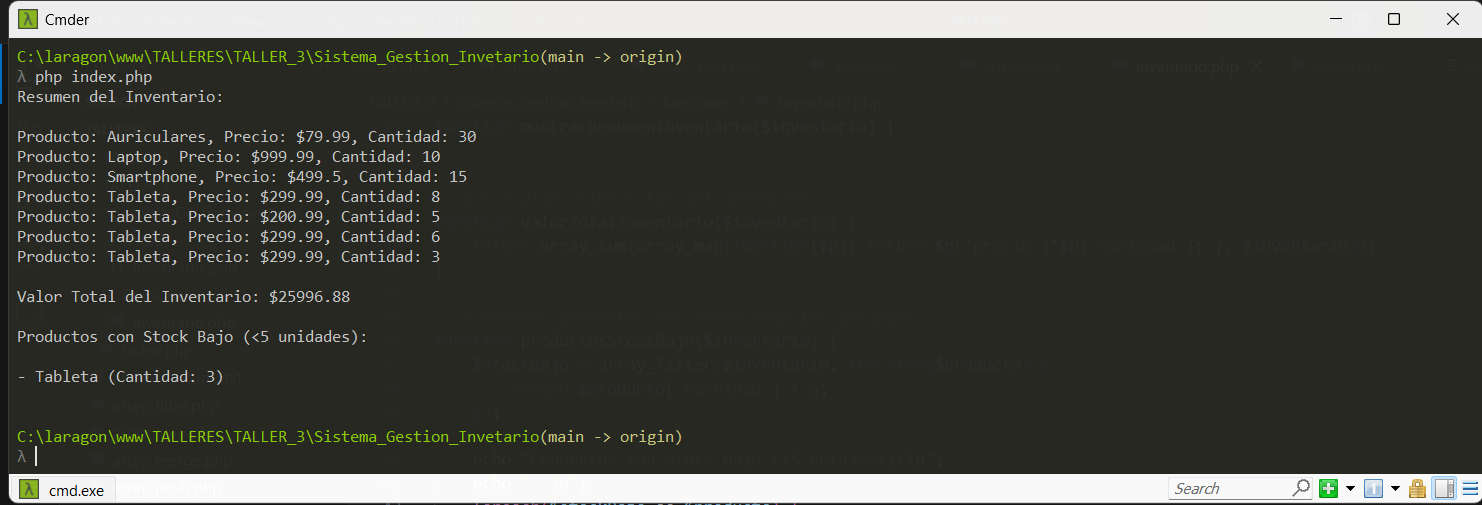 Cmder
C:\laragon\www\TALLERES\TALLER_3\Sistema_Gestion_Invetario(main -> origin)
λ php index.php
Resumen del Inventario:
Producto: Auriculares, Precio: $79.99, Cantidad: 30
Producto: Laptop, Precio: $999.99, Cantidad: 10
Producto: Smartphone, Precio: $499.5, Cantidad: 15
Producto: Tableta, Precio: $299.99, Cantidad: 8
Producto: Tableta, Precio: $200.99, Cantidad: 5
Producto: Tableta, Precio: $299.99, Cantidad: 6
Producto: Tableta, Precio: $299.99, Cantidad: 3
Valor Total del Inventario: $25996.88
Productos con Stock Bajo (<5 unidades):
- Tableta (Cantidad: 3)
C:\laragon\www\TALLERES\TALLER_3\Sistema_Gestion_Invetario(main -> origin)
λ
cmd.exe
Search